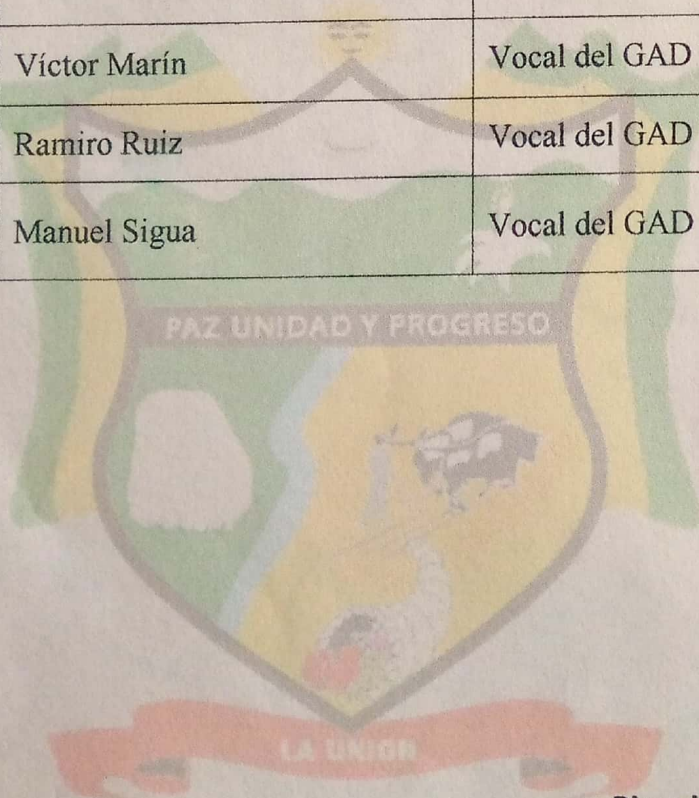 Víctor Marín Vocal del GAD
Ramiro Ruiz Vocal del GAD
Manuel Sigua Vocal del GAD
PAZ UNIDAD Y PROGRESO
LA UNION